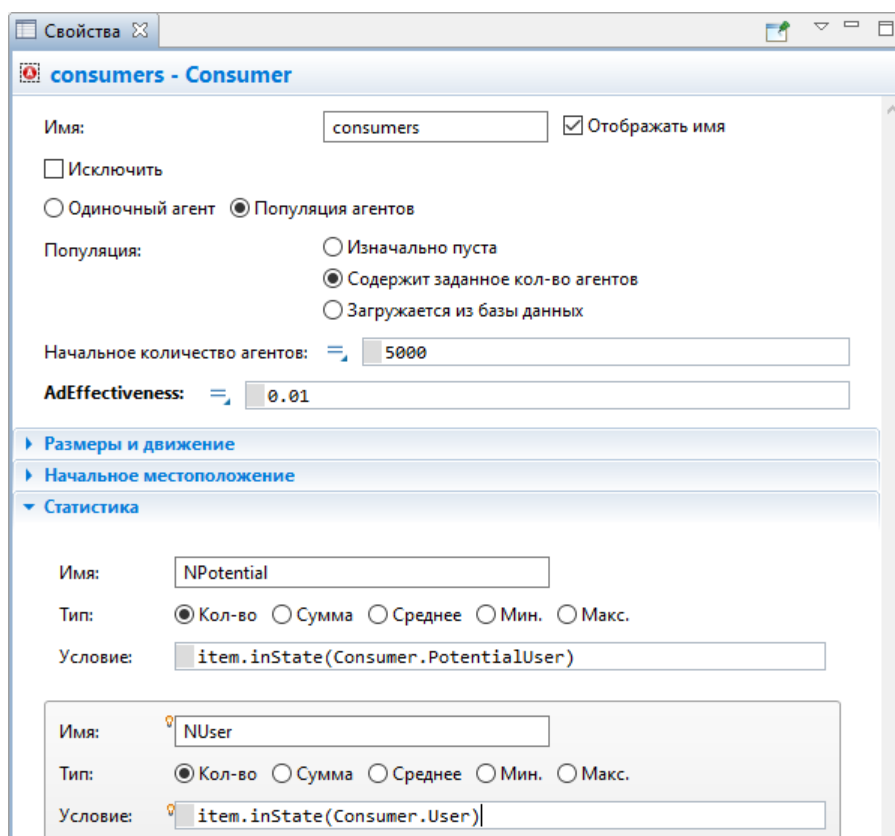 Свойства
consumers - Consumer
Имя: consumers Отображать имя
Исключить
Одиночный агент Популяция агентов
Популяция: Изначально пуста
Содержит заданное кол-во агентов
Загружается из базы данных
Начальное количество агентов: 5000
AdEffectiveness: 0.01
Размеры и движение
Начальное местоположение
Статистика
Имя: NPotential
Тип: Кол-во Сумма Среднее Мин. Макс.
Условие: item.inState(Consumer.PotentialUser)
Имя: NUser
Тип: Кол-во Сумма Среднее Мин. Макс.
Условие: item.inState(Consumer.User)